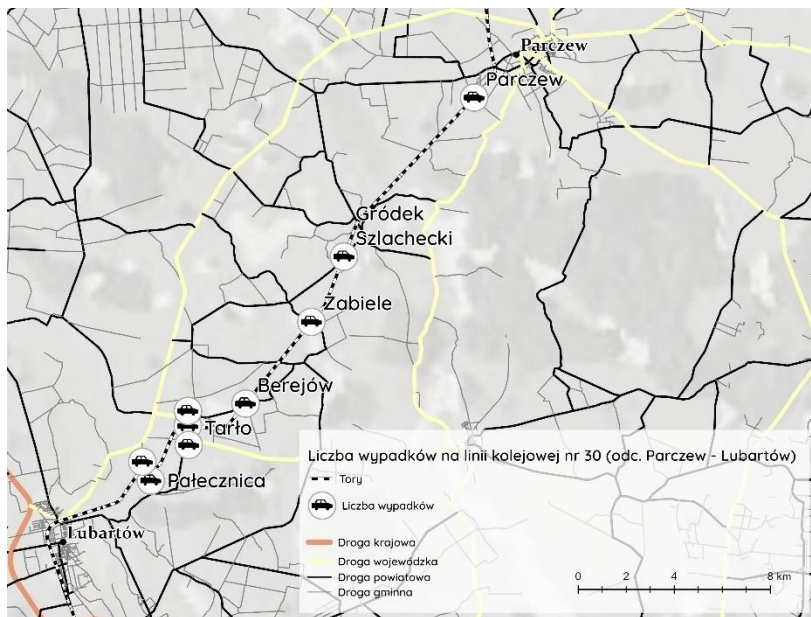 Parczew
Parczew
Gródek
Szlachecki
Zabiele
Berejów
Tarło
Pałecznica
Lubartów
Liczba wypadków na linii kolejowej nr 30 (odc. Parczew - Lubartów)
Tory
Liczba wypadków
Droga krajowa
Droga wojewódzka
Droga powiatowa
Droga gminna
0 2 4 6 8 km